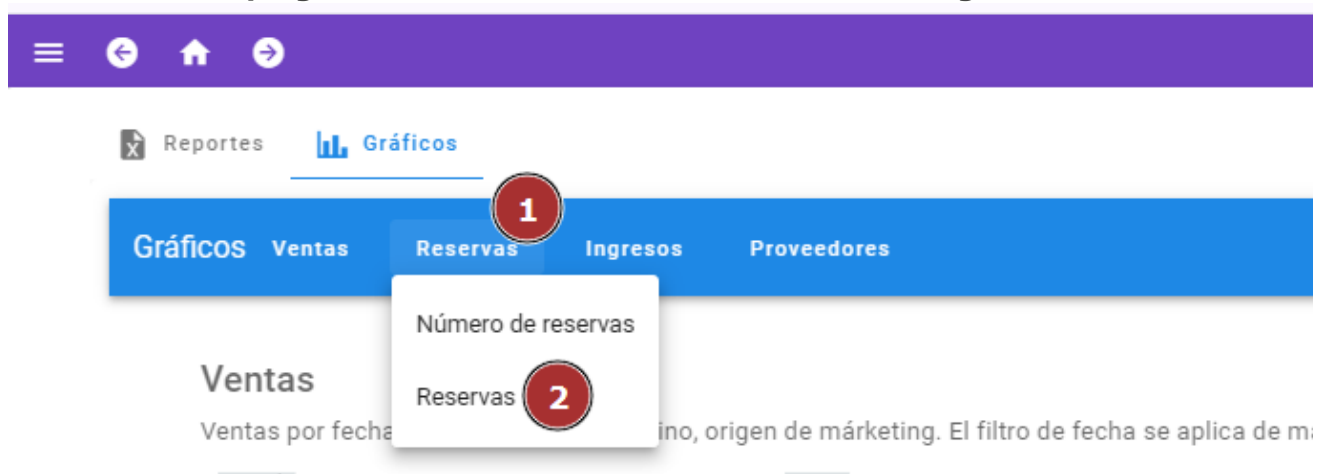 Reportes Gráficos
1
Gráficos Ventas Reservas Ingresos Proveedores
Número de reservas
Ventas
Reservas 2
Ventas por fecha ino, origen de márketing. El filtro de fecha se aplica de